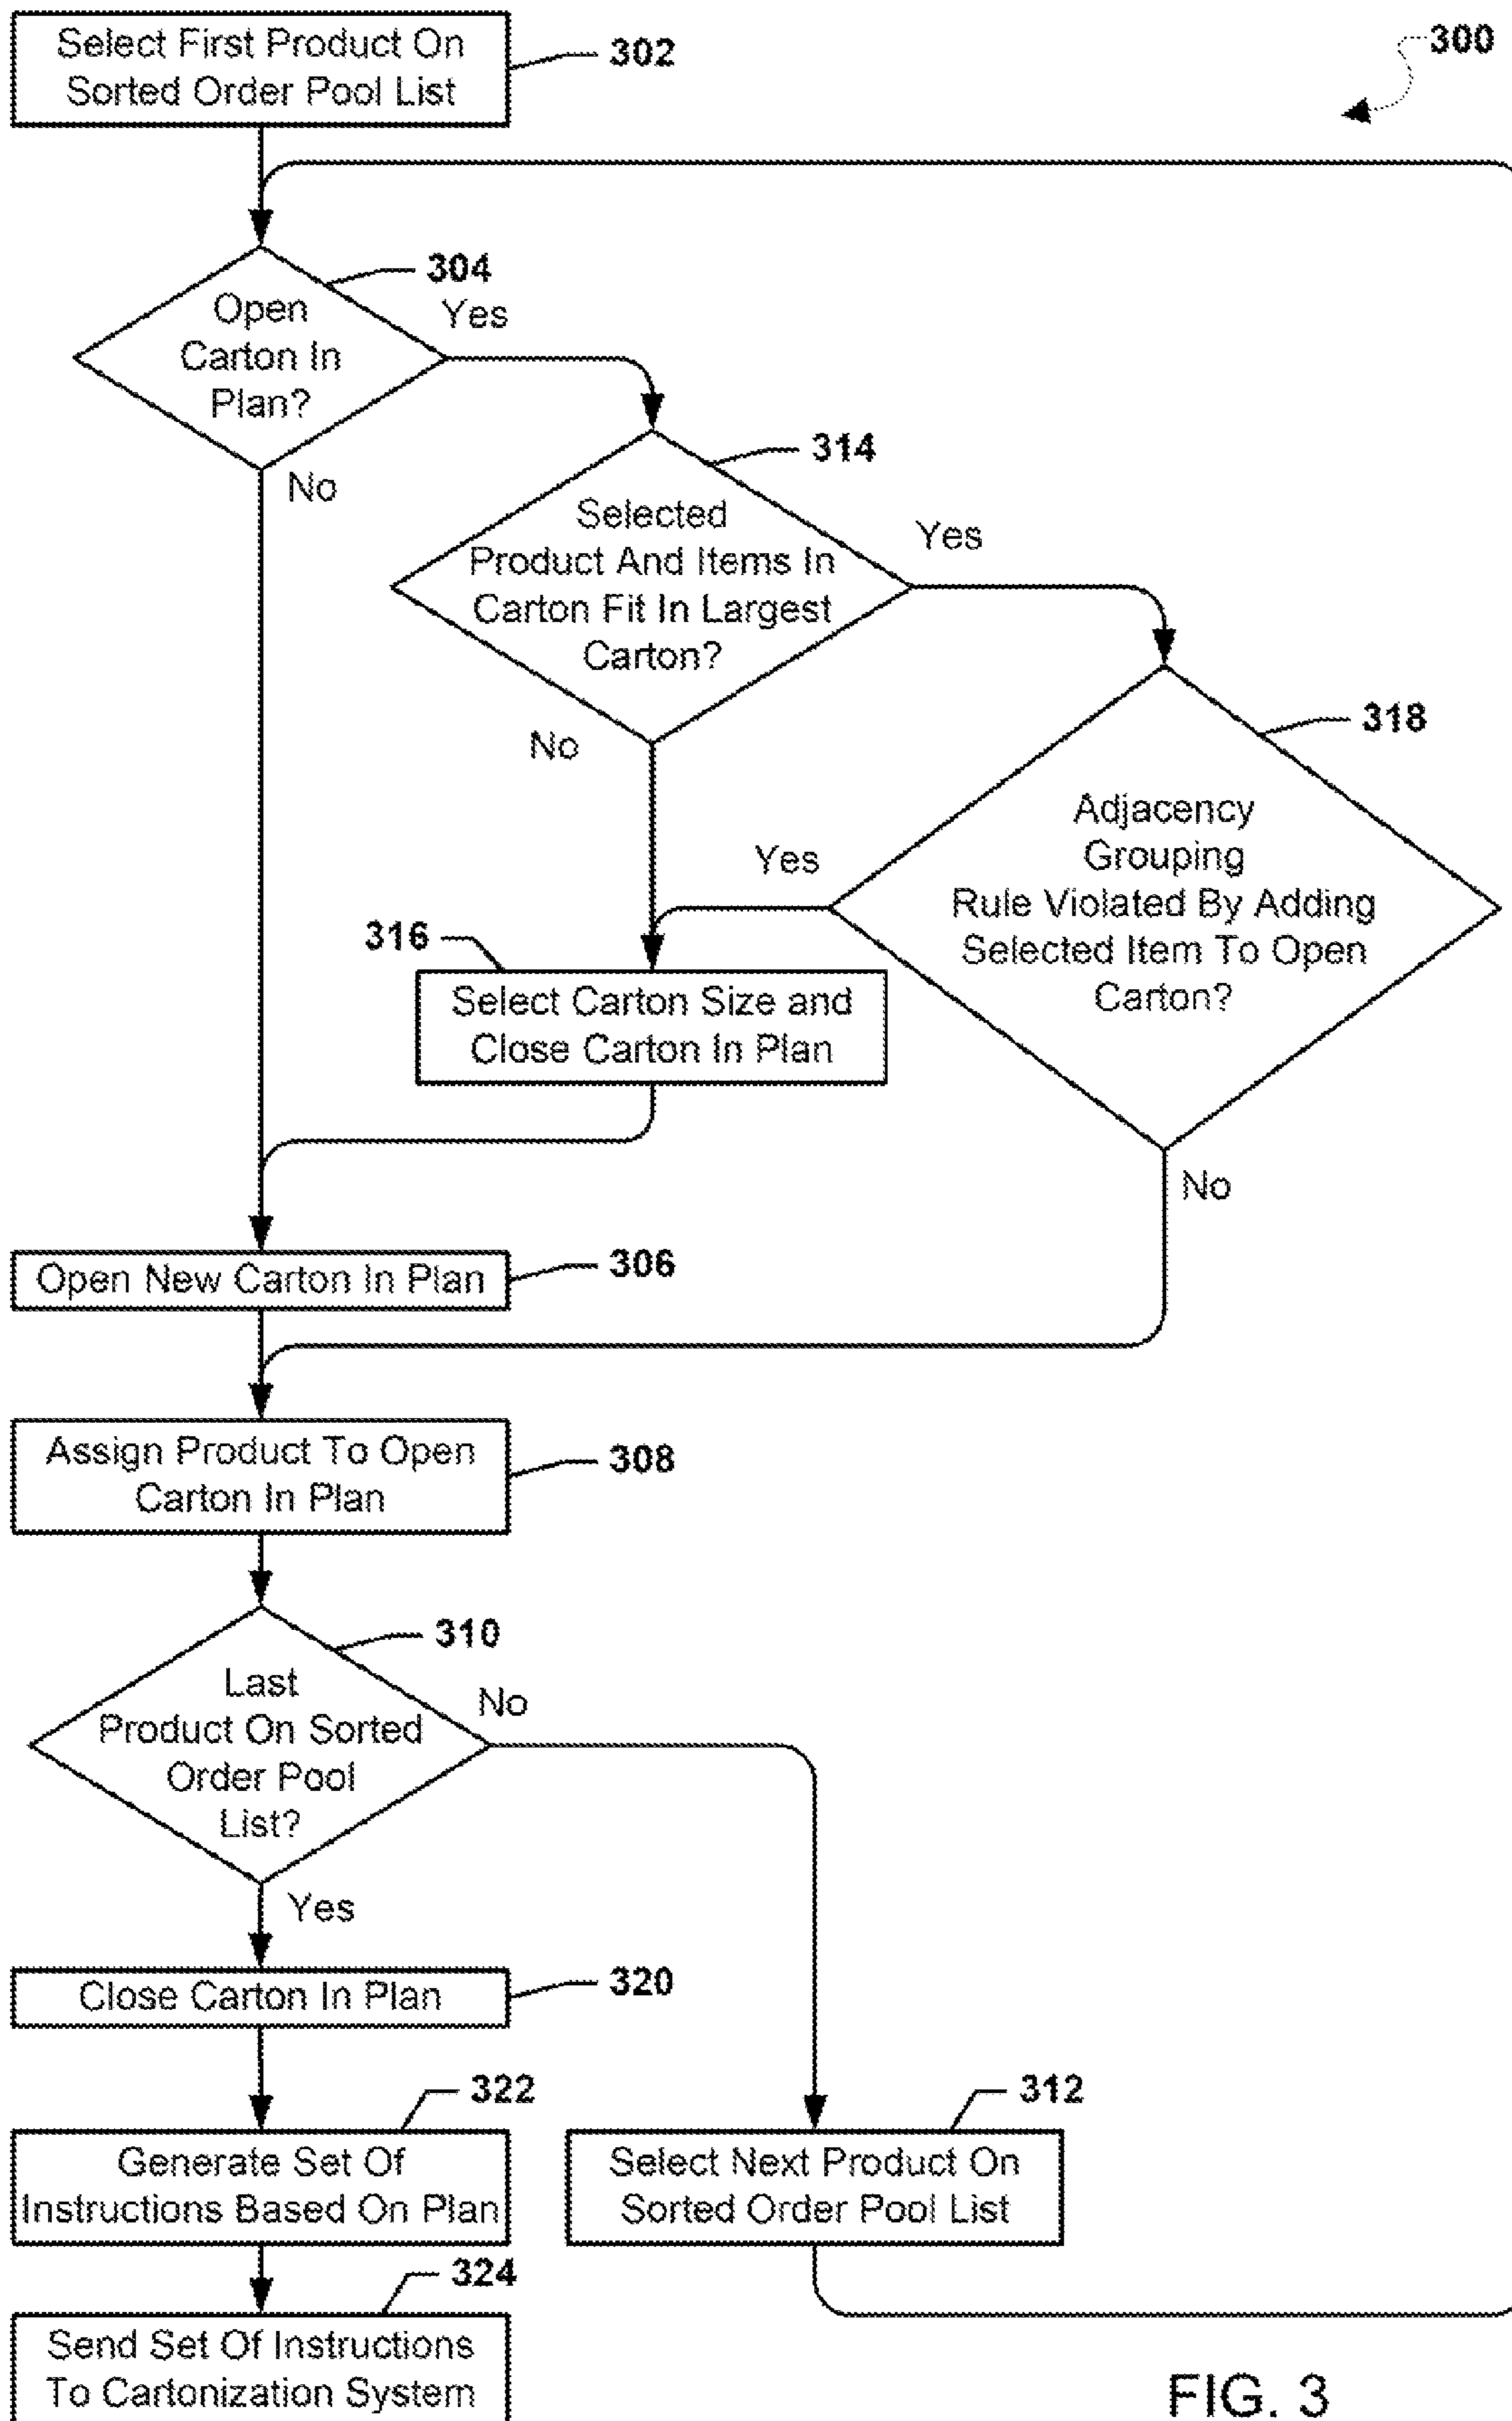 Select First Product On
Sorted Order Pool List
302
300
304
Open
Carton In
Plan?
Yes
No
314
Selected
Product And Items In
Carton Fit In Largest
Carton?
Yes
No
318
Adjacency
Grouping
Rule Violated By Adding
Selected Item To Open
Carton?
Yes
No
316
Select Carton Size and
Close Carton In Plan
Open New Carton In Plan
306
Assign Product To Open
Carton In Plan
308
310
Last
Product On Sorted
Order Pool
List?
No
Yes
Close Carton In Plan
320
322
Generate Set Of
Instructions Based On Plan
312
Select Next Product On
Sorted Order Pool List
324
Send Set Of Instructions
To Cartonization System
FIG. 3